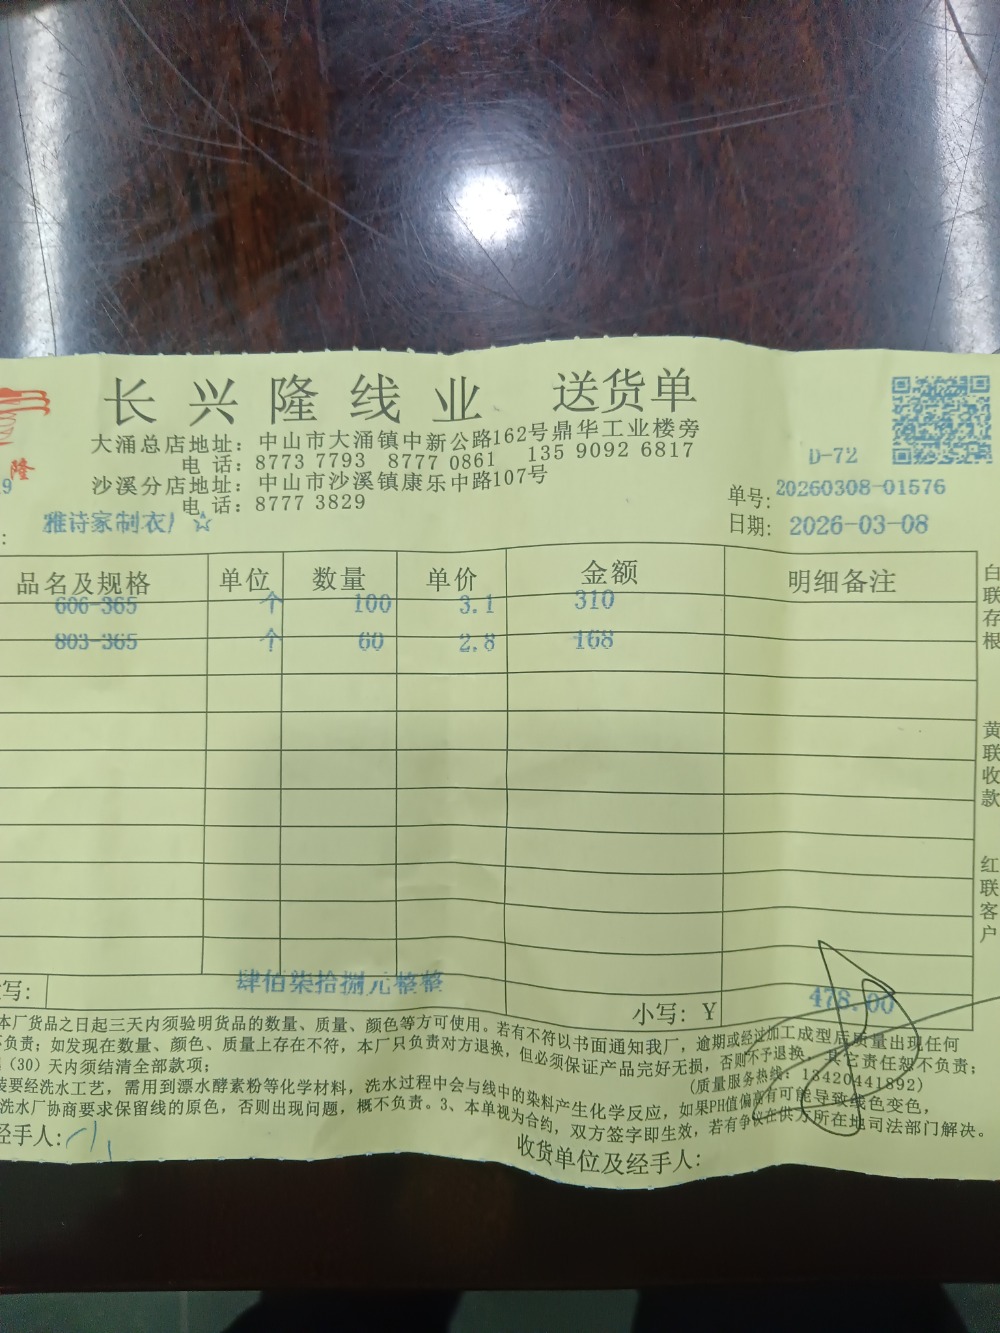 长兴隆线业 送货单
隆
大涌总店地址：中山市大涌镇中新公路162号鼎华工业楼旁
电 话：8773 7793 8777 0861 135 9092 6817
沙溪分店地址：中山市沙溪镇康乐中路107号
电 话：8777 3829
D-72
单号：20260308-01576
日期：2026-03-08
雅诗家制衣厂 ☆
品名及规格 单位 数量 单价 金额 明细备注
606-365 个 100 3.1 310
803-365 个 60 2.8 168
白联存根
黄联收款
红联客户
写： 肆佰柒拾捌元整整 小写：Y 478.00
本厂货品之日起三天内须验明货品的数量、质量、颜色等方可使用。若有不符以书面通知我厂，逾期或经过加工成型后质量出现任何
不负责；如发现在数量、颜色、质量上存在不符，本厂只负责对方退换，但必须保证产品完好无损，否则不予退换，其它责任恕不负责；
（30）天内须结清全部款项； （质量服务热线：13420441892）
要经洗水工艺，需用到漂水酵素粉等化学材料，洗水过程中会与线中的染料产生化学反应，如果PH值偏高有可能导致线色变色，
洗水厂协商要求保留线的原色，否则出现问题，概不负责。3、本单视为合约，双方签字即生效，若有争议在供方所在地司法部门解决。
经手人：
收货单位及经手人：